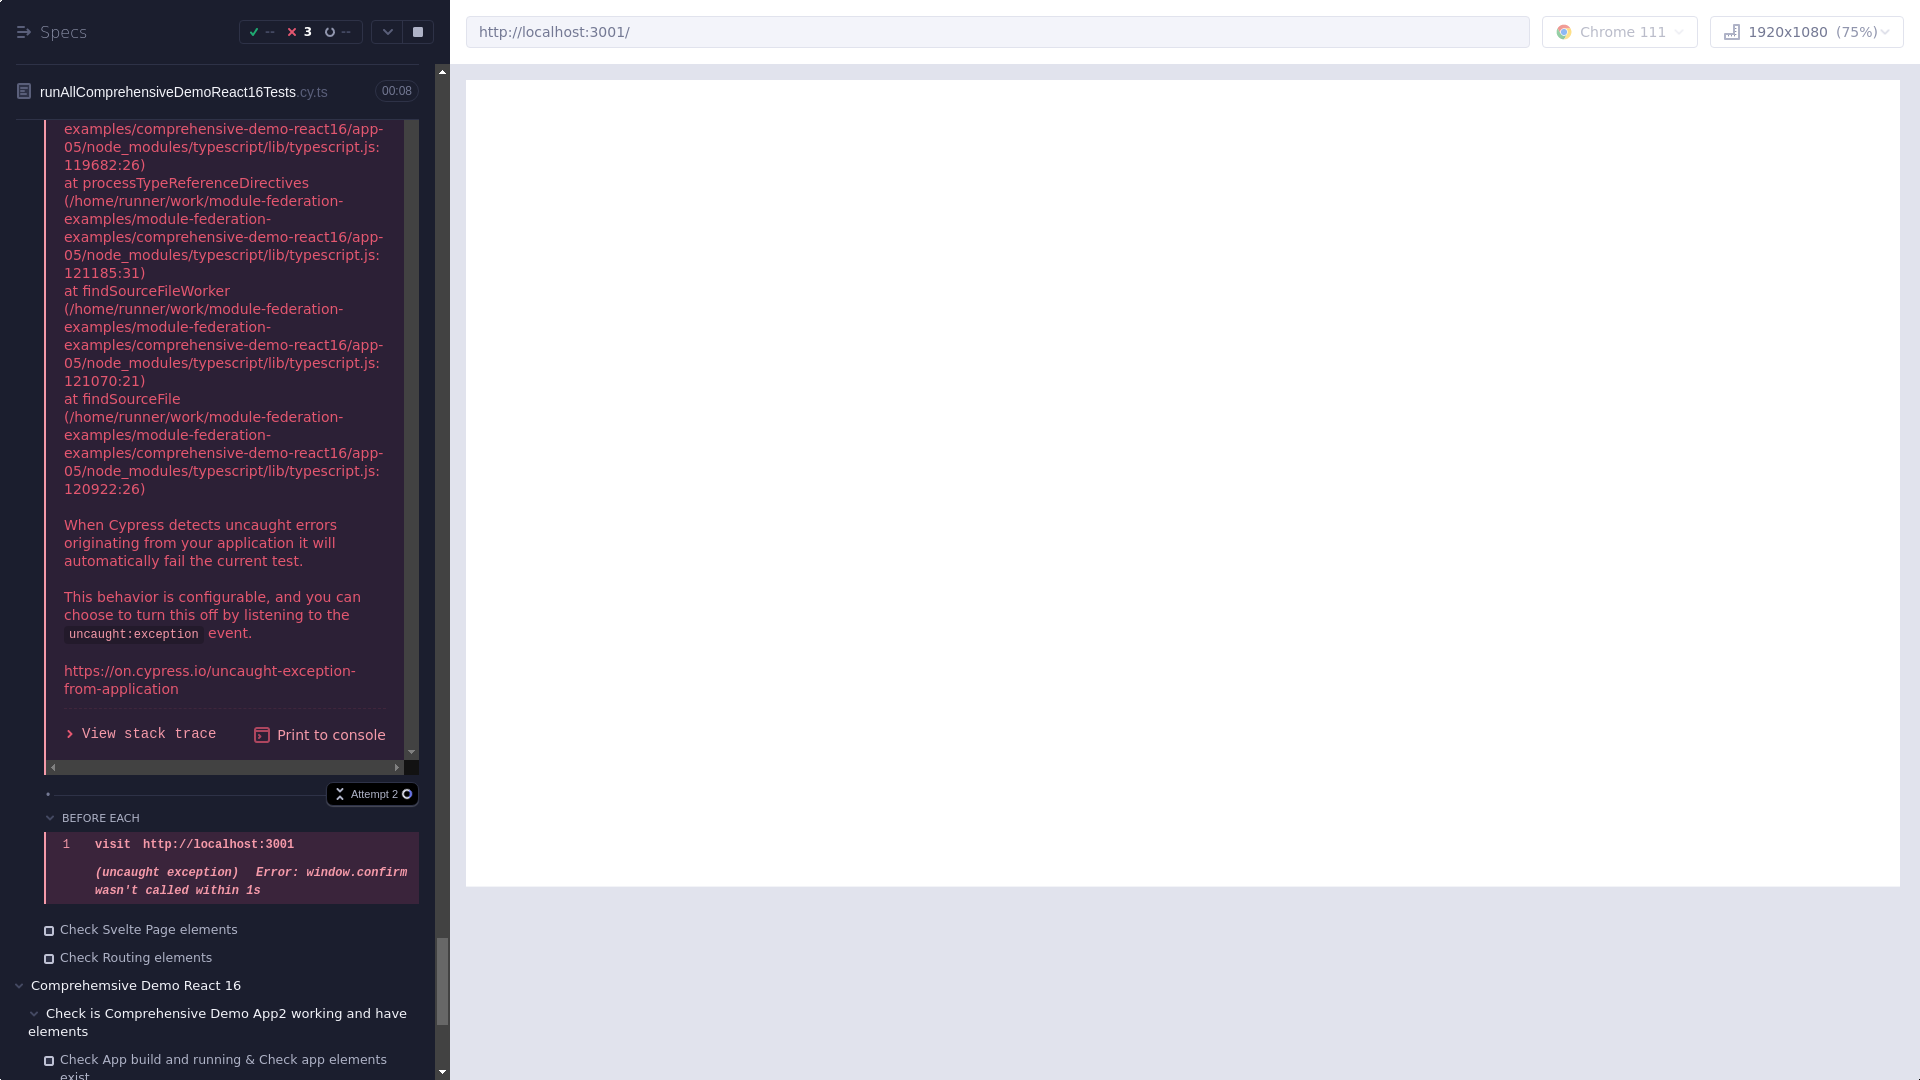 Specs
--
3
--
http://localhost:3001/
Chrome 111
1920x1080 (75%)
runAllComprehensiveDemoReact16Tests.cy.ts
00:08
examples/comprehensive-demo-react16/app-
05/node_modules/typescript/lib/typescript.js:
119682:26)
at processTypeReferenceDirectives
(/home/runner/work/module-federation-
examples/module-federation-
examples/comprehensive-demo-react16/app-
05/node_modules/typescript/lib/typescript.js:
121185:31)
at findSourceFileWorker
(/home/runner/work/module-federation-
examples/module-federation-
examples/comprehensive-demo-react16/app-
05/node_modules/typescript/lib/typescript.js:
121070:21)
at findSourceFile
(/home/runner/work/module-federation-
examples/module-federation-
examples/comprehensive-demo-react16/app-
05/node_modules/typescript/lib/typescript.js:
120922:26)
When Cypress detects uncaught errors
originating from your application it will
automatically fail the current test.
This behavior is configurable, and you can
choose to turn this off by listening to the
uncaught:exception event.
https://on.cypress.io/uncaught-exception-
from-application
View stack trace
Print to console
Attempt 2
BEFORE EACH
1 visit http://localhost:3001
(uncaught exception) Error: window.confirm
wasn't called within 1s
Check Svelte Page elements
Check Routing elements
Comprehemsive Demo React 16
Check is Comprehensive Demo App2 working and have
elements
Check App build and running & Check app elements
exist